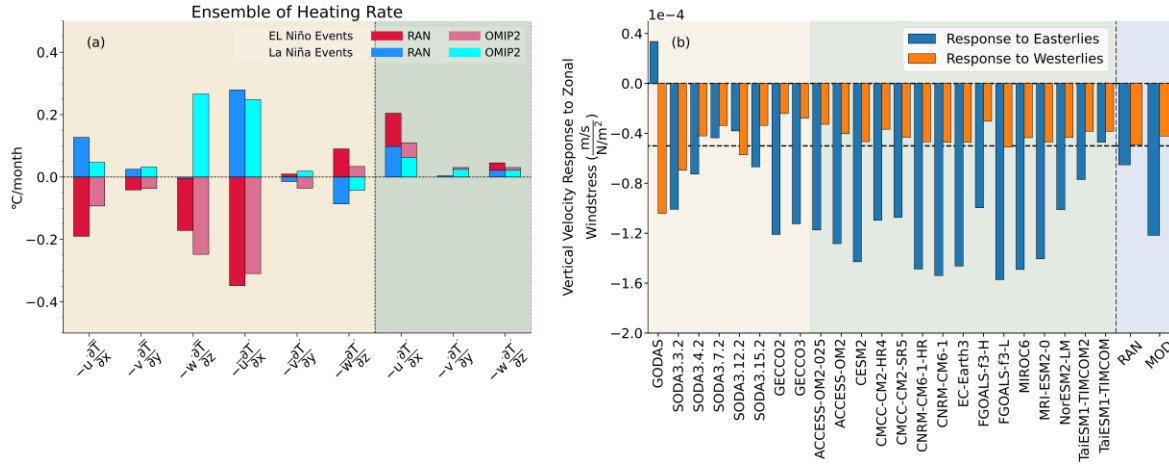 Ensemble of Heating Rate
(a)
EL Niño Events RAN OMIP2
La Niña Events RAN OMIP2
°C/month
0.4
0.2
0.0
−0.2
−0.4
1e−4
(b)
Response to Easterlies
Response to Westerlies
Vertical Velocity Response to Zonal
Windstress (m/s / N/m²)
0.4
0.0
−0.4
−0.8
−1.2
−1.6
−2.0
GODAS
SODA3.3.2
SODA3.4.2
SODA3.7.2
SODA3.12.2
SODA3.15.2
GECCO2
GECCO3
ACCESS-OM2-025
ACCESS-OM2
CESM2
CMCC-CM2-HR4
CMCC-CM2-SR5
CNRM-CM6-1-HR
CNRM-CM6-1
EC-Earth3
FGOALS-f3-H
FGOALS-f3-L
MIROC6
MRI-ESM2-0
NorESM2-LM
TaiESM1-TIMCOM2
TaiESM1-TIMCOM
RAN
MOD